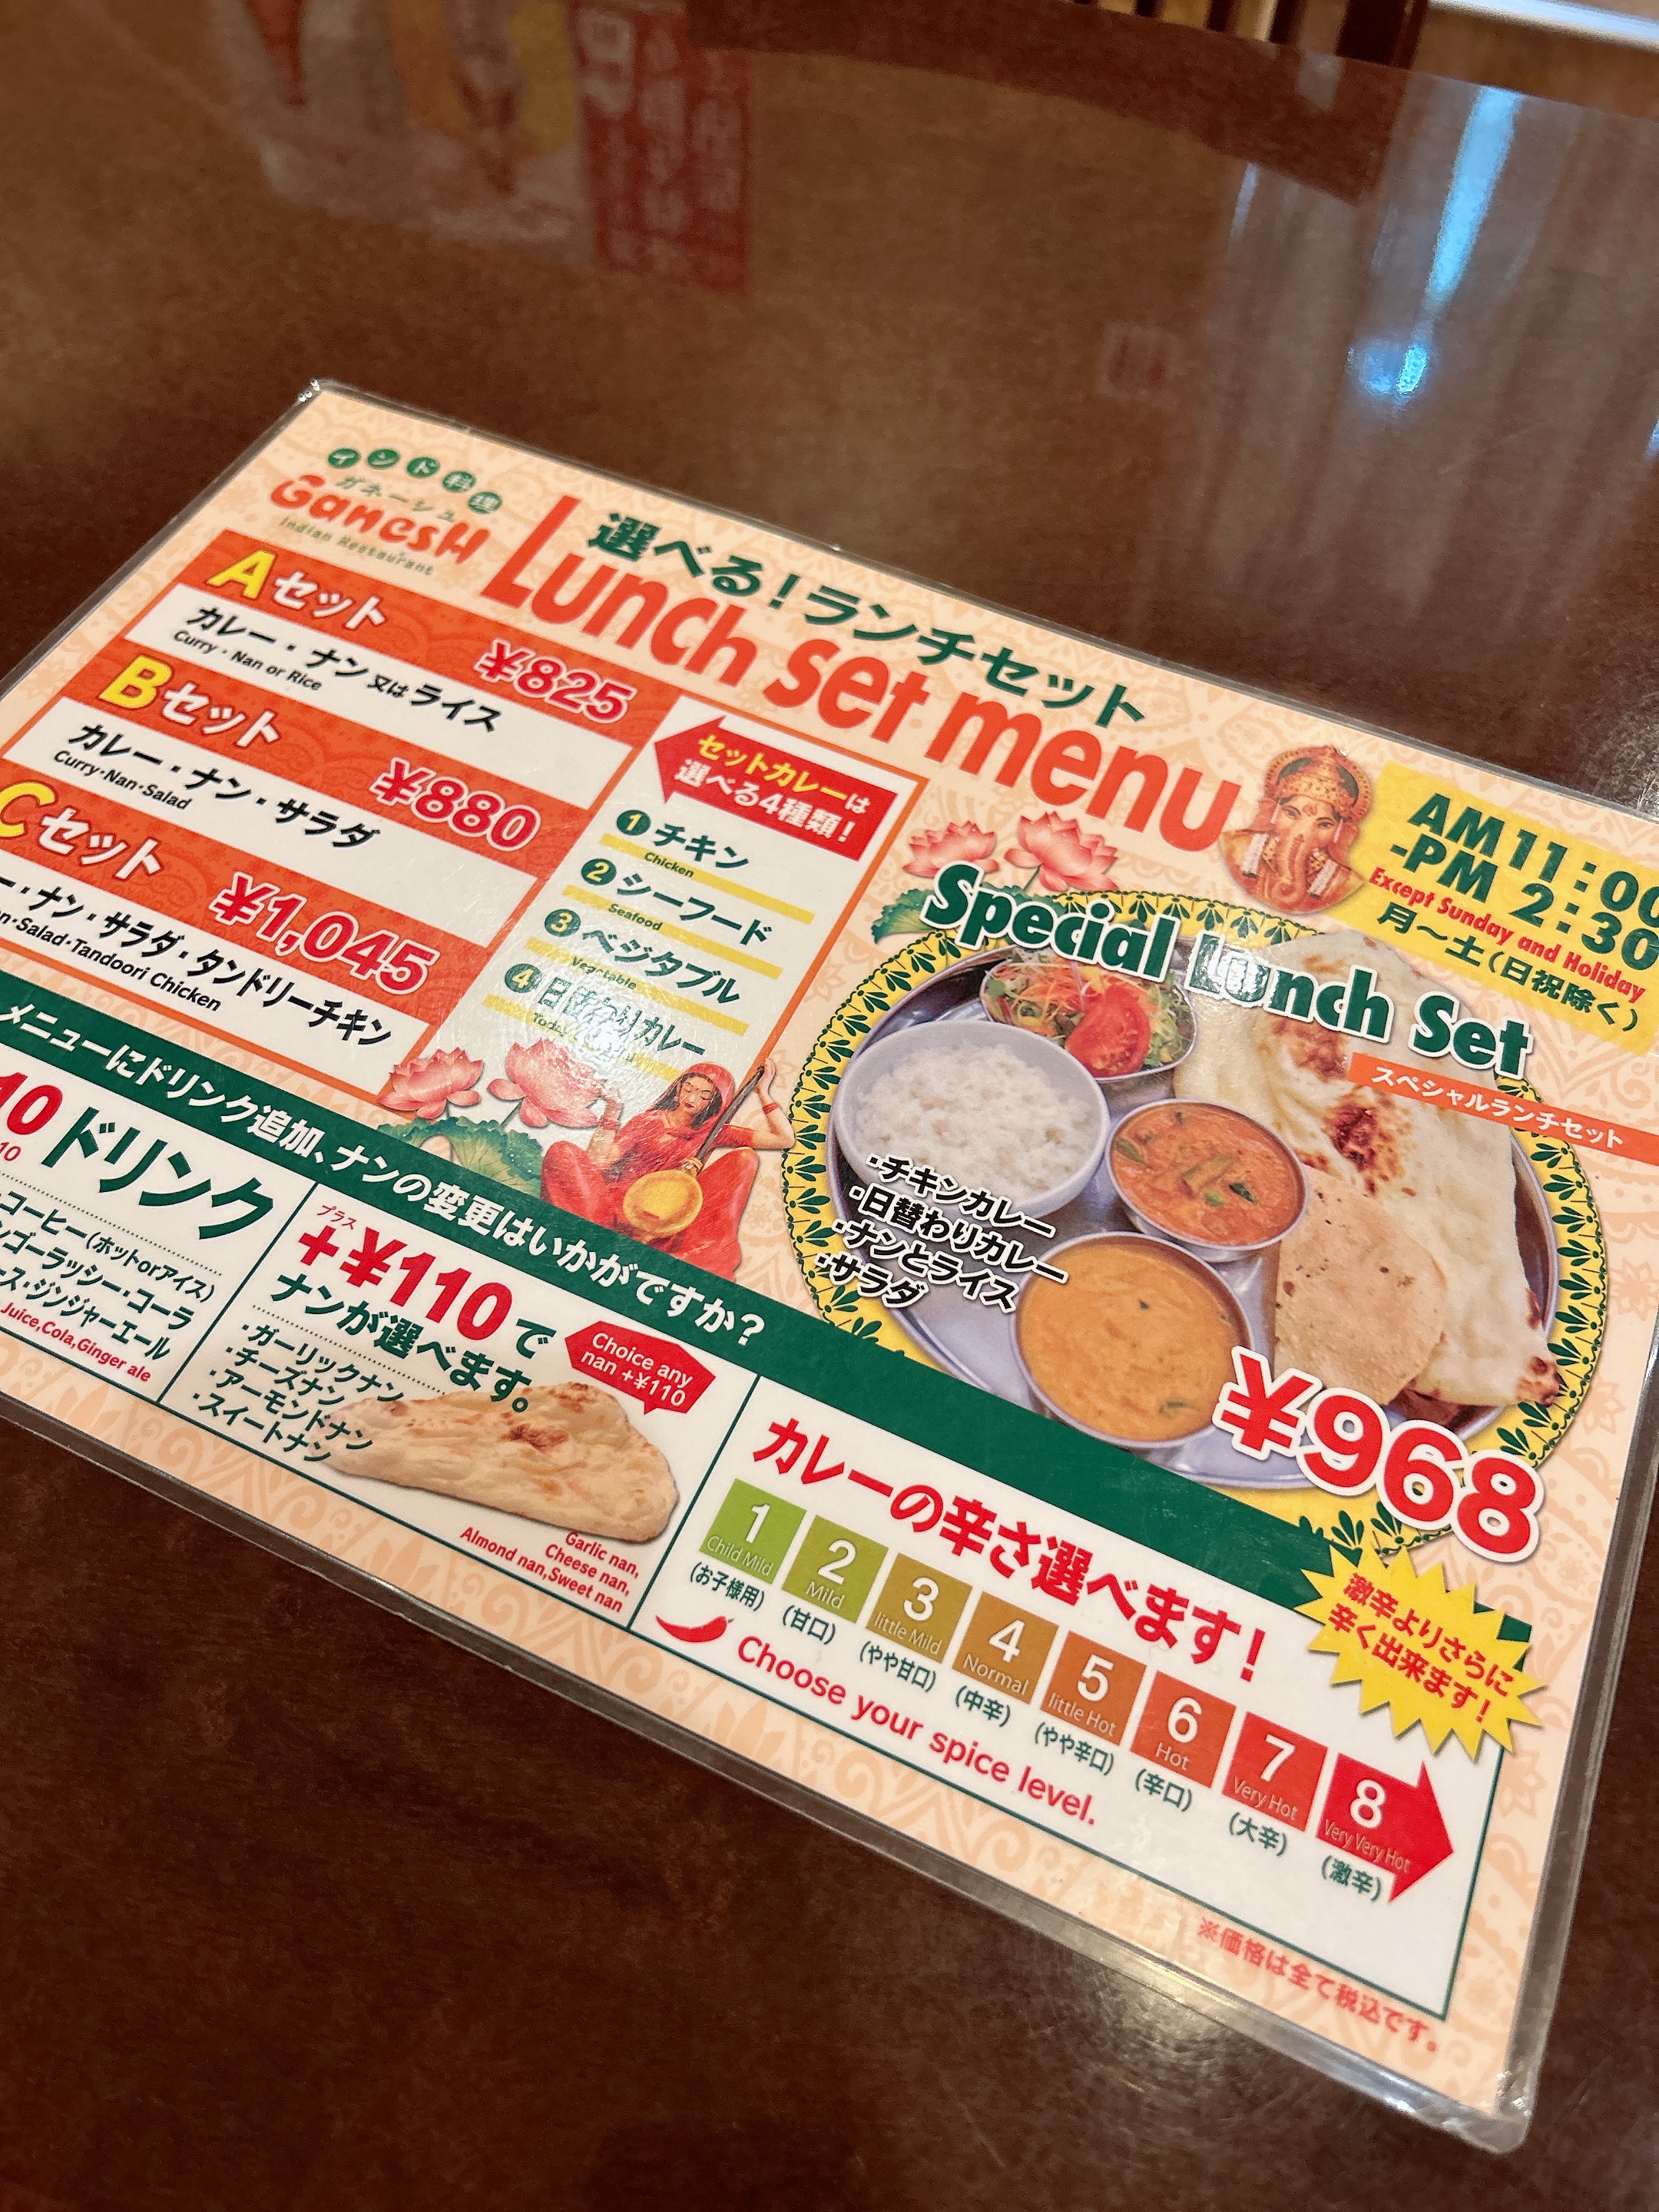 インド料理
ガネーシュ
GanesH
Indian Restaurant
選べる！ランチセット
Lunch set menu
Aセット
¥825
カレー・ナン又はライス
Curry・Nan or Rice
Bセット
¥880
カレー・ナン・サラダ
Curry・Nan・Salad
Cセット
¥1,045
ー・ナン・サラダ・タンドリーチキン
・Salad・Tandoori Chicken
セットカレーは
選べる4種類！
1 チキン
Chicken
2 シーフード
Seafood
3 ベジタブル
Vegetable
4 日替わりカレー
AM11:00
-PM 2:30
Except Sunday and Holiday
月〜土（日祝除く）
Special Lunch Set
スペシャルランチセット
・チキンカレー
・日替わりカレー
・ナンとライス
・サラダ
¥968
メニューにドリンク追加、ナンの変更はいかがですか？
10 ドリンク
10
コーヒー（ホットorアイス）
ゴーラッシー・コーラ
ース・ジンジャーエール
Juice,Cola,Ginger ale
プラス
+¥110で
ナンが選べます。
・ガーリックナン
・チーズナン
・アーモンドナン
・スイートナン
Choice any
nan +¥110
Garlic nan,
Cheese nan,
Almond nan,Sweet nan
カレーの辛さ選べます！
激辛よりさらに
辛く出来ます！
1 Child Mild (お子様用)
2 Mild (甘口)
3 little Mild (やや甘口)
4 Normal (中辛)
5 little Hot (やや辛口)
6 Hot (辛口)
7 Very Hot (大辛)
8 Very Very Hot (激辛)
Choose your spice level.
※価格は全て税込です。